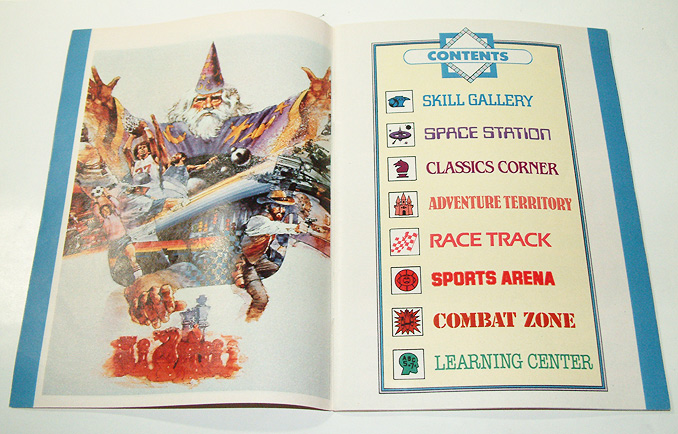 CONTENTS
SKILL GALLERY
SPACE STATION
CLASSICS CORNER
ADVENTURE TERRITORY
RACE TRACK
SPORTS ARENA
COMBAT ZONE
LEARNING CENTER